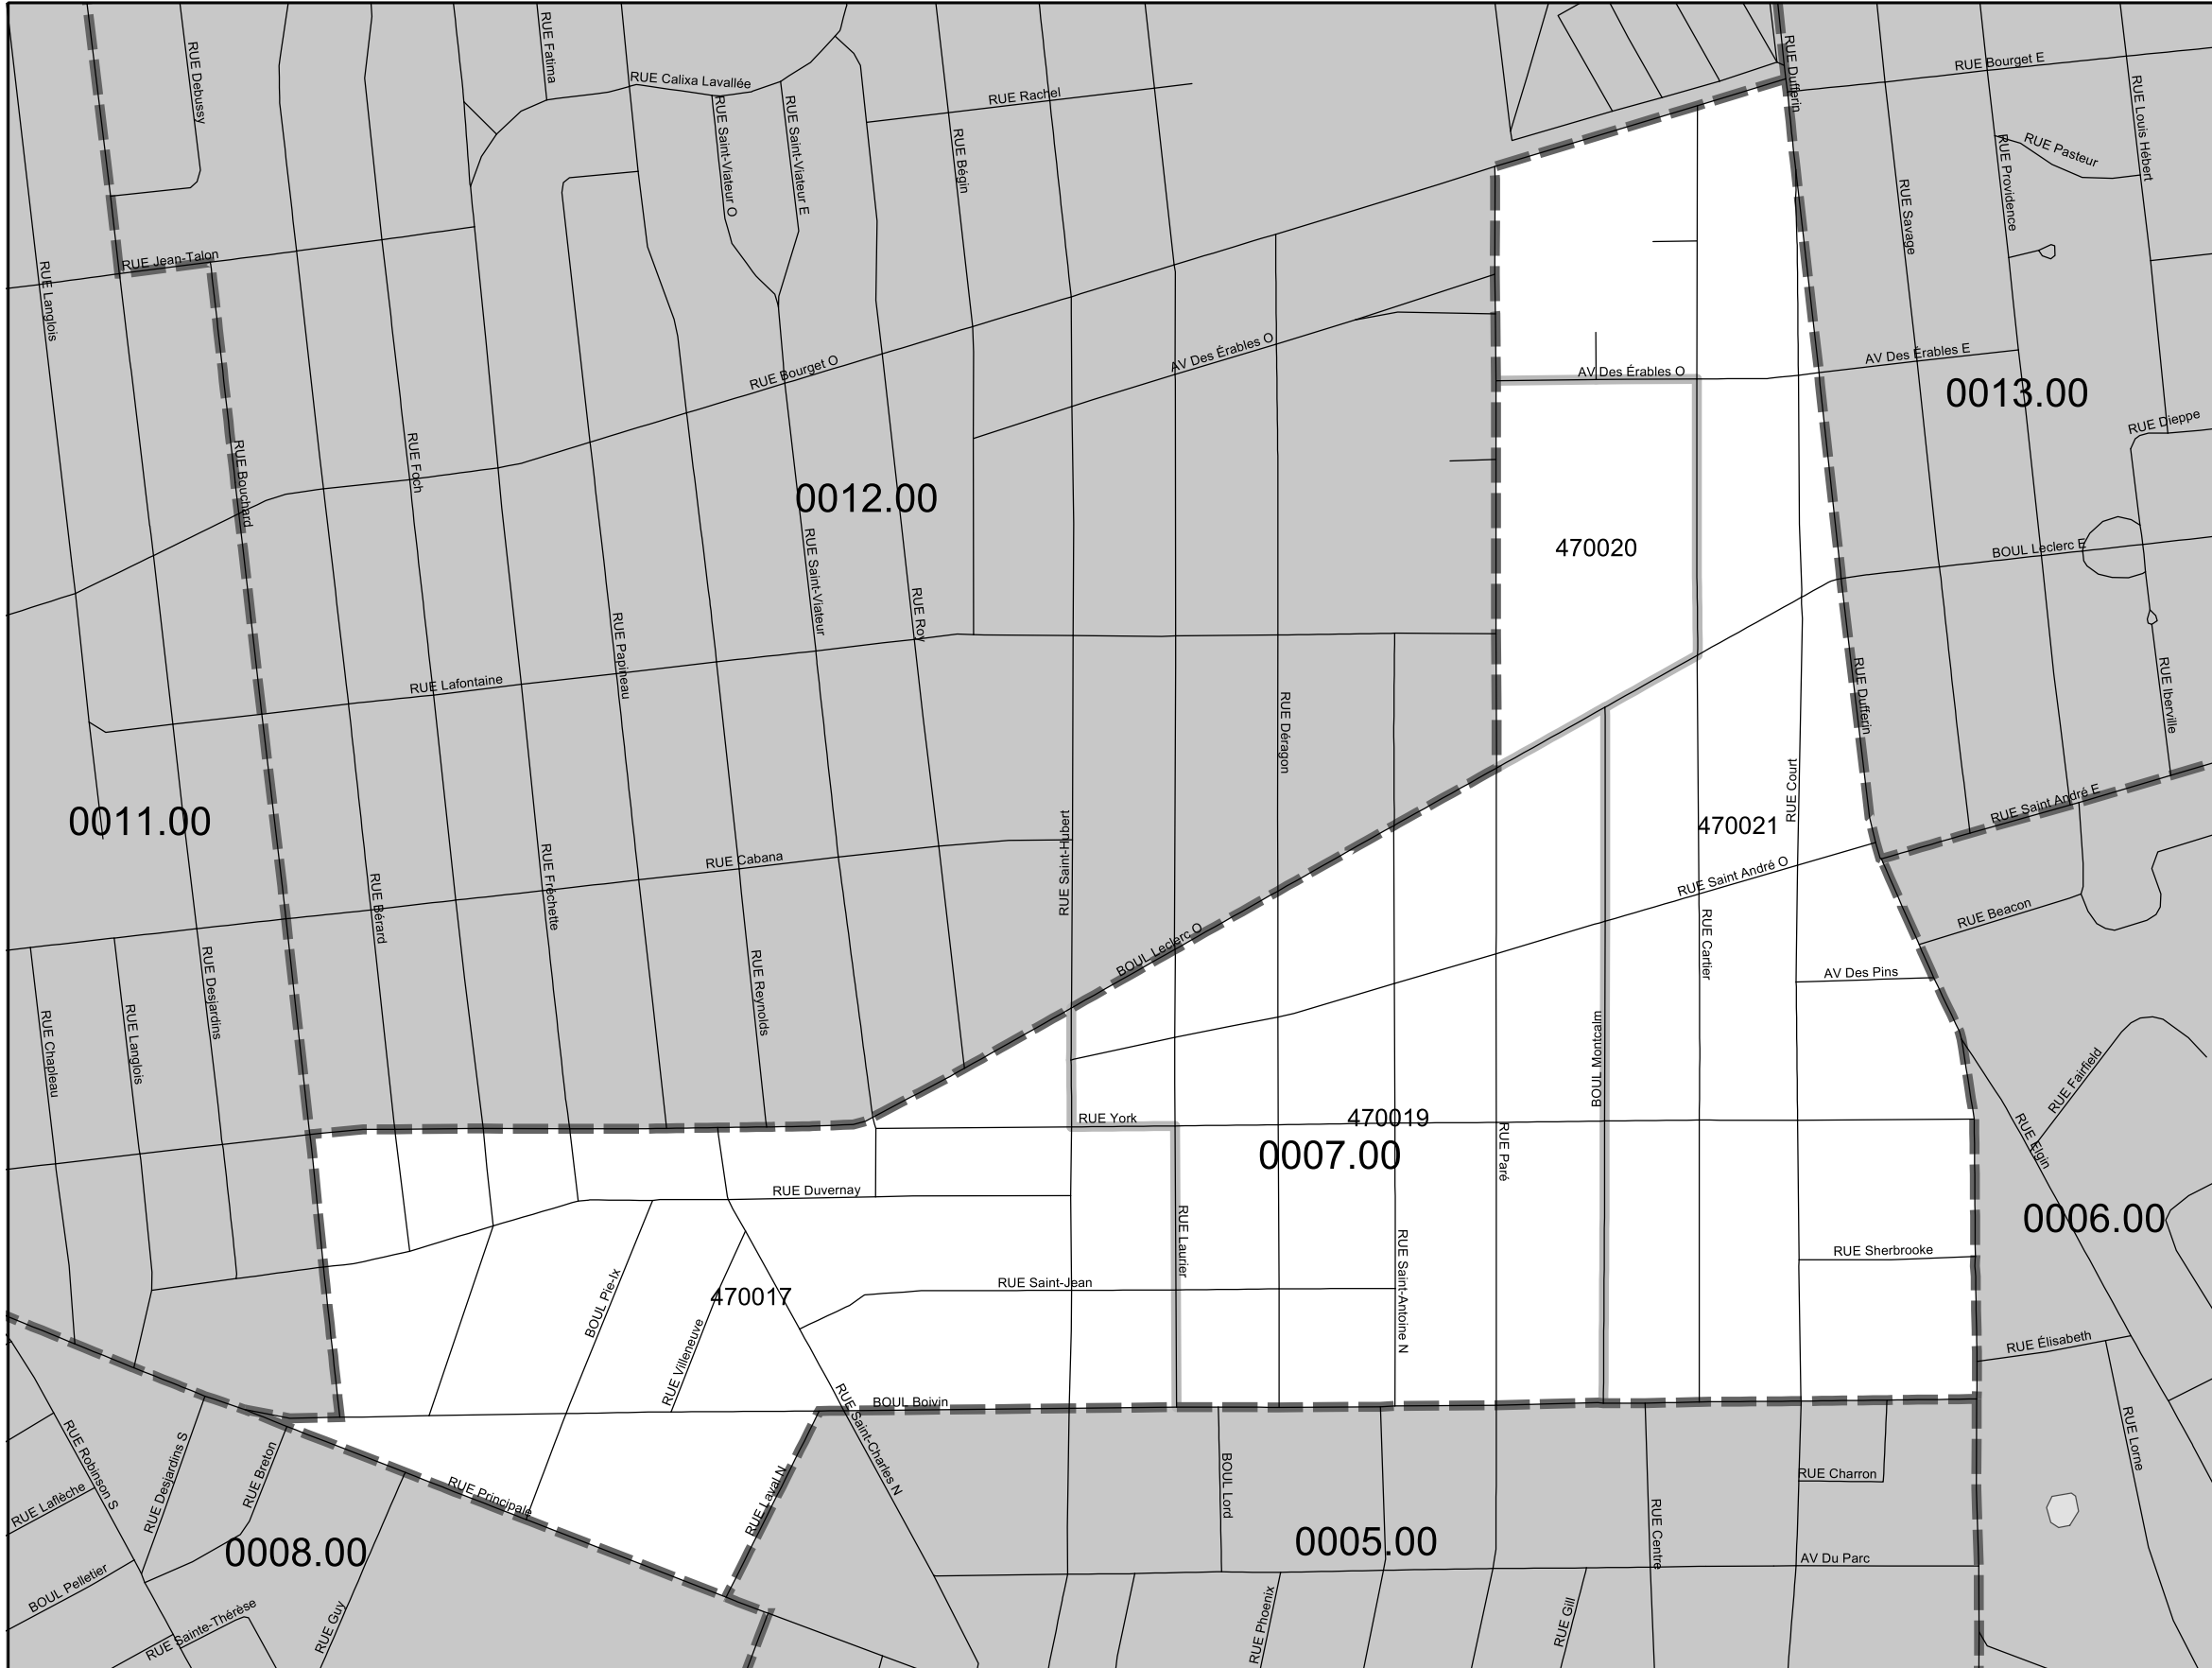 RUE Debussy
RUE Fatima
RUE Calixa Lavallée
RUE Saint-Viateur O
RUE Saint-Viateur E
RUE Rachel
RUE Bégin
RUE Dufferin
RUE Bourget E
RUE Louis Hébert
RUE Pasteur
RUE Providence
RUE Savage
RUE Langlois
RUE Jean-Talon
RUE Bourget O
AV Des Érables O
AV Des Érables O
AV Des Érables E
0013.00
RUE Dieppe
RUE Bouchard
RUE Foch
0012.00
RUE Saint-Viateur
RUE Roy
470020
BOUL Leclerc E
RUE Papineau
RUE Lafontaine
RUE Déragon
RUE Dufferin
RUE Iberville
0011.00
RUE Saint-Hubert
RUE Court
470021
RUE Saint André E
RUE Cabana
RUE Bérard
RUE Fréchette
RUE Saint André O
RUE Beacon
RUE Desjardins
RUE Reynolds
BOUL Leclerc O
RUE Cartier
AV Des Pins
RUE Chapleau
RUE Langlois
BOUL Montcalm
RUE Fairfield
RUE York
470019
0007.00
RUE Paré
RUE Elgin
RUE Duvernay
0006.00
RUE Laurier
RUE Saint-Antoine N
RUE Sherbrooke
BOUL Pie-Ix
470017
RUE Saint-Jean
RUE Villeneuve
RUE Élisabeth
BOUL Boivin
RUE Saint-Charles N
RUE Lorne
RUE Robinson S
RUE Desjardins S
RUE Breton
RUE Principale
RUE Laval N
BOUL Lord
RUE Charron
RUE Laflèche
RUE Centre
0008.00
0005.00
AV Du Parc
BOUL Pelletier
RUE Sainte-Thérèse
RUE Guy
RUE Phoenix
RUE Gill